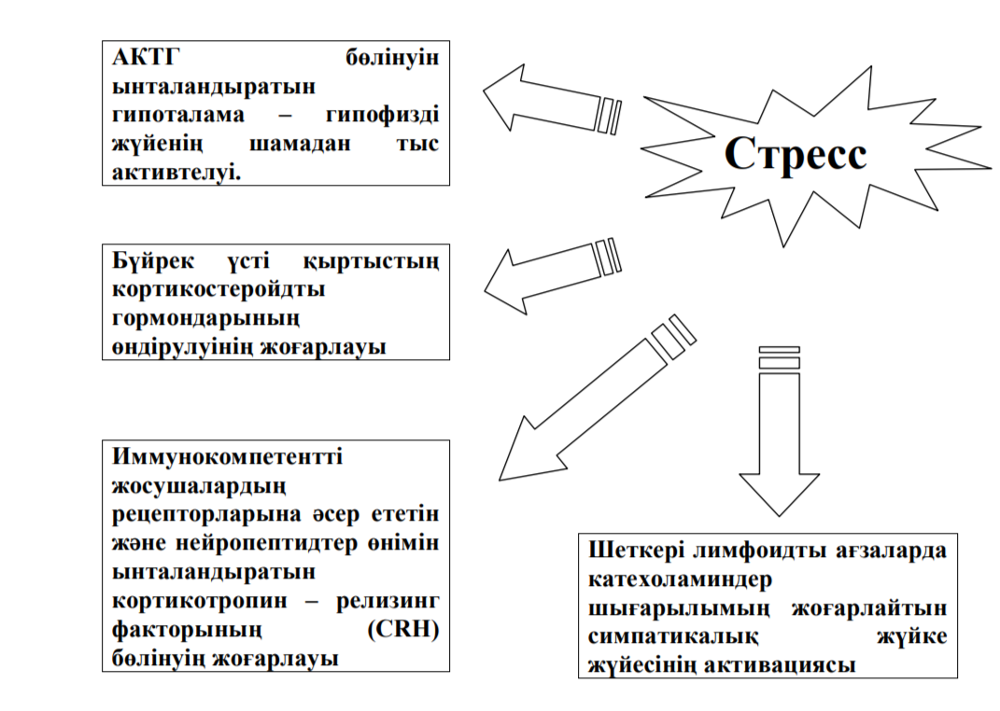 АКТГ бөлінуін
ынталандыратын
гипоталама – гипофизді
жүйенің шамадан тыс
активтелуі.
Стресс
Бүйрек үсті қыртыстың
кортикостеройдты
гормондарының
өндірулуінің жоғарлауы
Иммунокомпетентті
жосушалардың
рецепторларына әсер ететін
және нейропептидтер өнімін
ынталандыратын
кортикотропин – релизинг
факторының (CRH)
бөлінуің жоғарлауы
Шеткері лимфоидты ағзаларда
катехоламиндер
шығарылымың жоғарлайтын
симпатикалық жүйке
жүйесінің активациясы